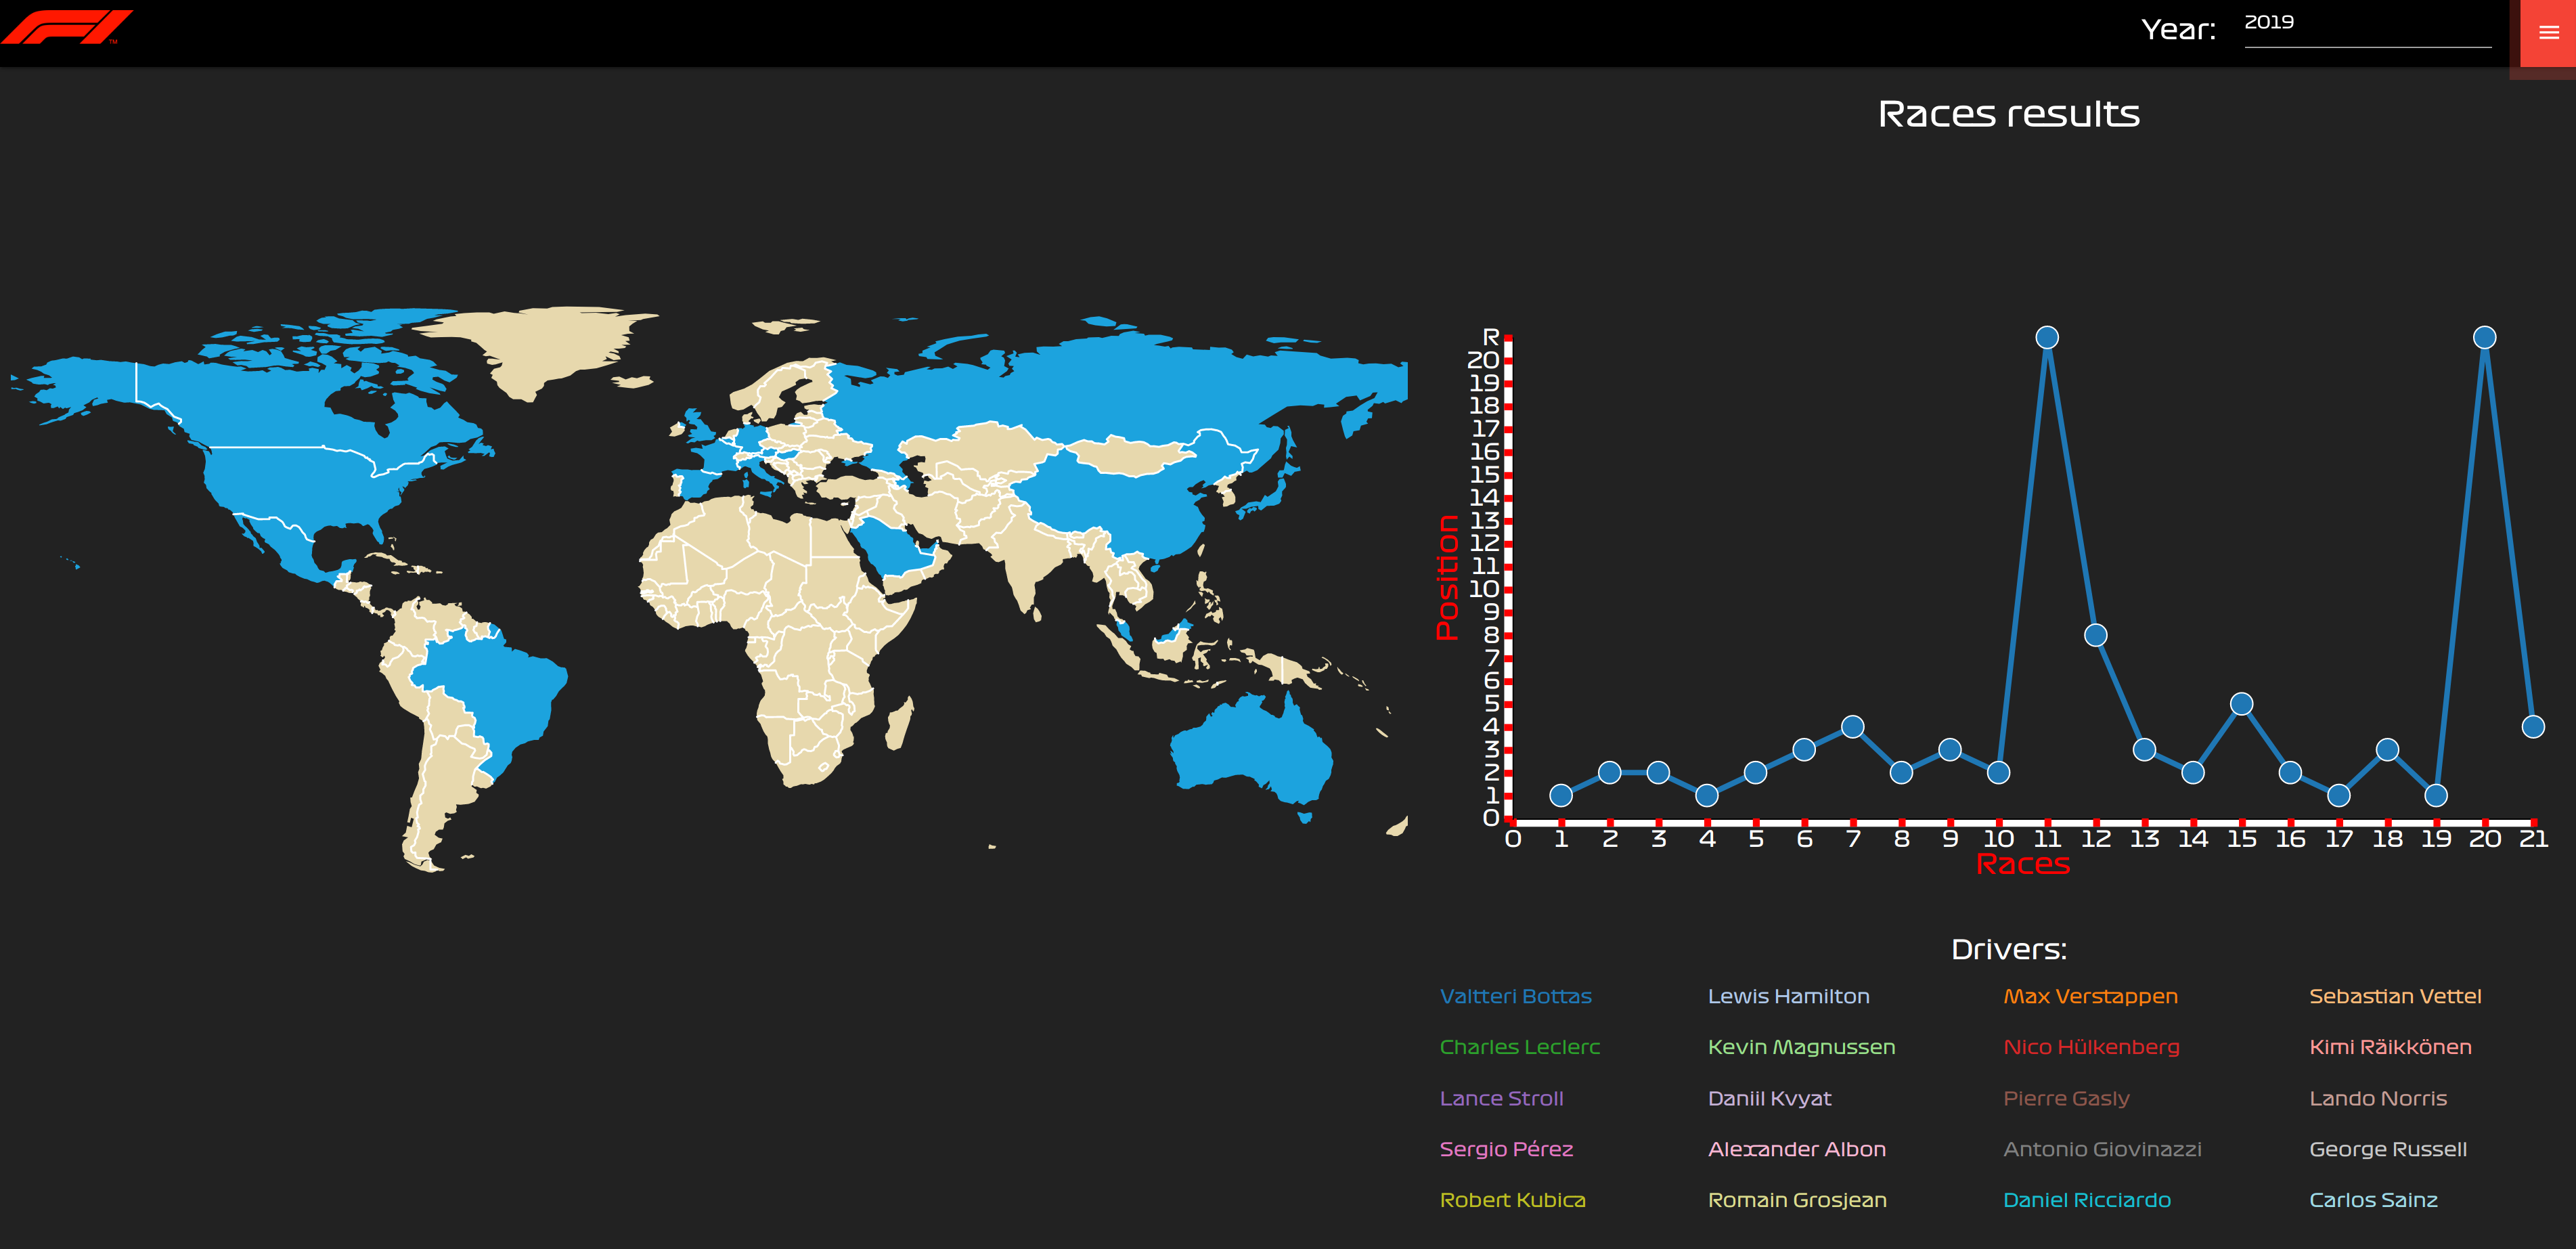 F1 TM
Year: 2019
Races results
R
20
19
18
17
16
15
14
13
12
11
10
9
8
7
6
5
4
3
2
1
0
Position
0 1 2 3 4 5 6 7 8 9 10 11 12 13 14 15 16 17 18 19 20 21
Races
Drivers:
Valtteri Bottas Lewis Hamilton Max Verstappen Sebastian Vettel
Charles Leclerc Kevin Magnussen Nico Hülkenberg Kimi Räikkönen
Lance Stroll Daniil Kvyat Pierre Gasly Lando Norris
Sergio Pérez Alexander Albon Antonio Giovinazzi George Russell
Robert Kubica Romain Grosjean Daniel Ricciardo Carlos Sainz